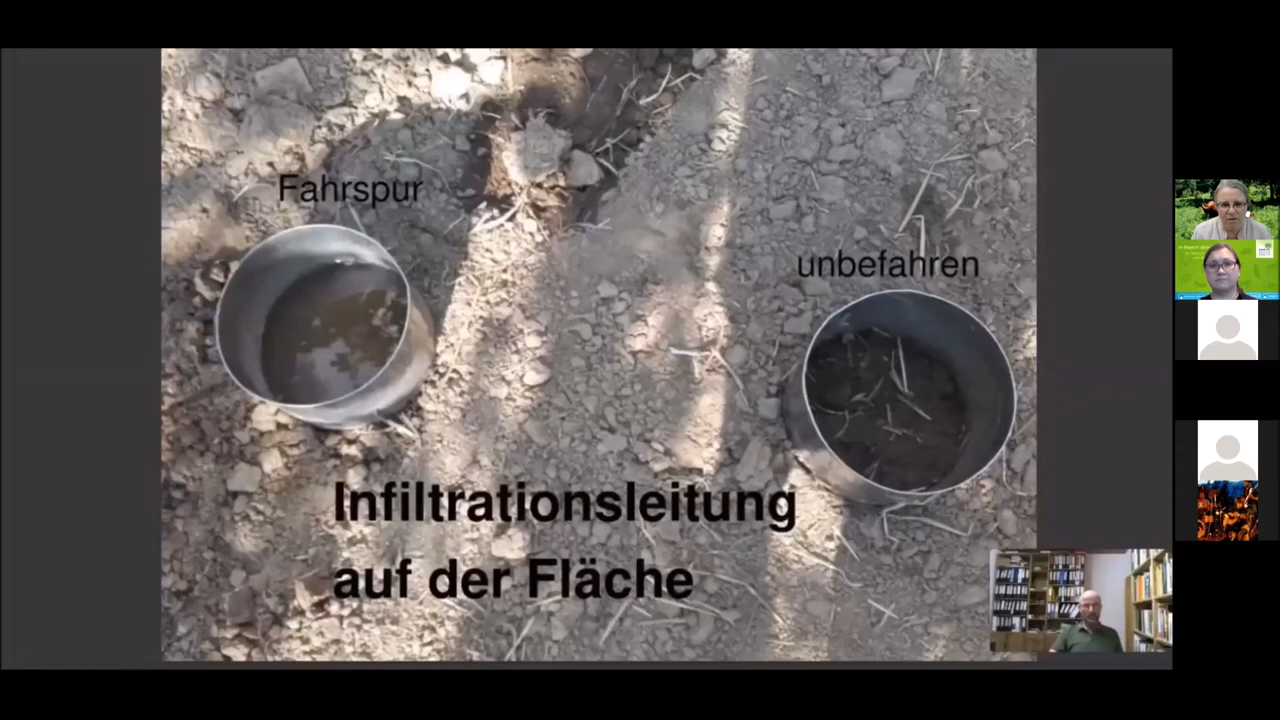 Fahrspur
unbefahren
Infiltrationsleitung
auf der Fläche